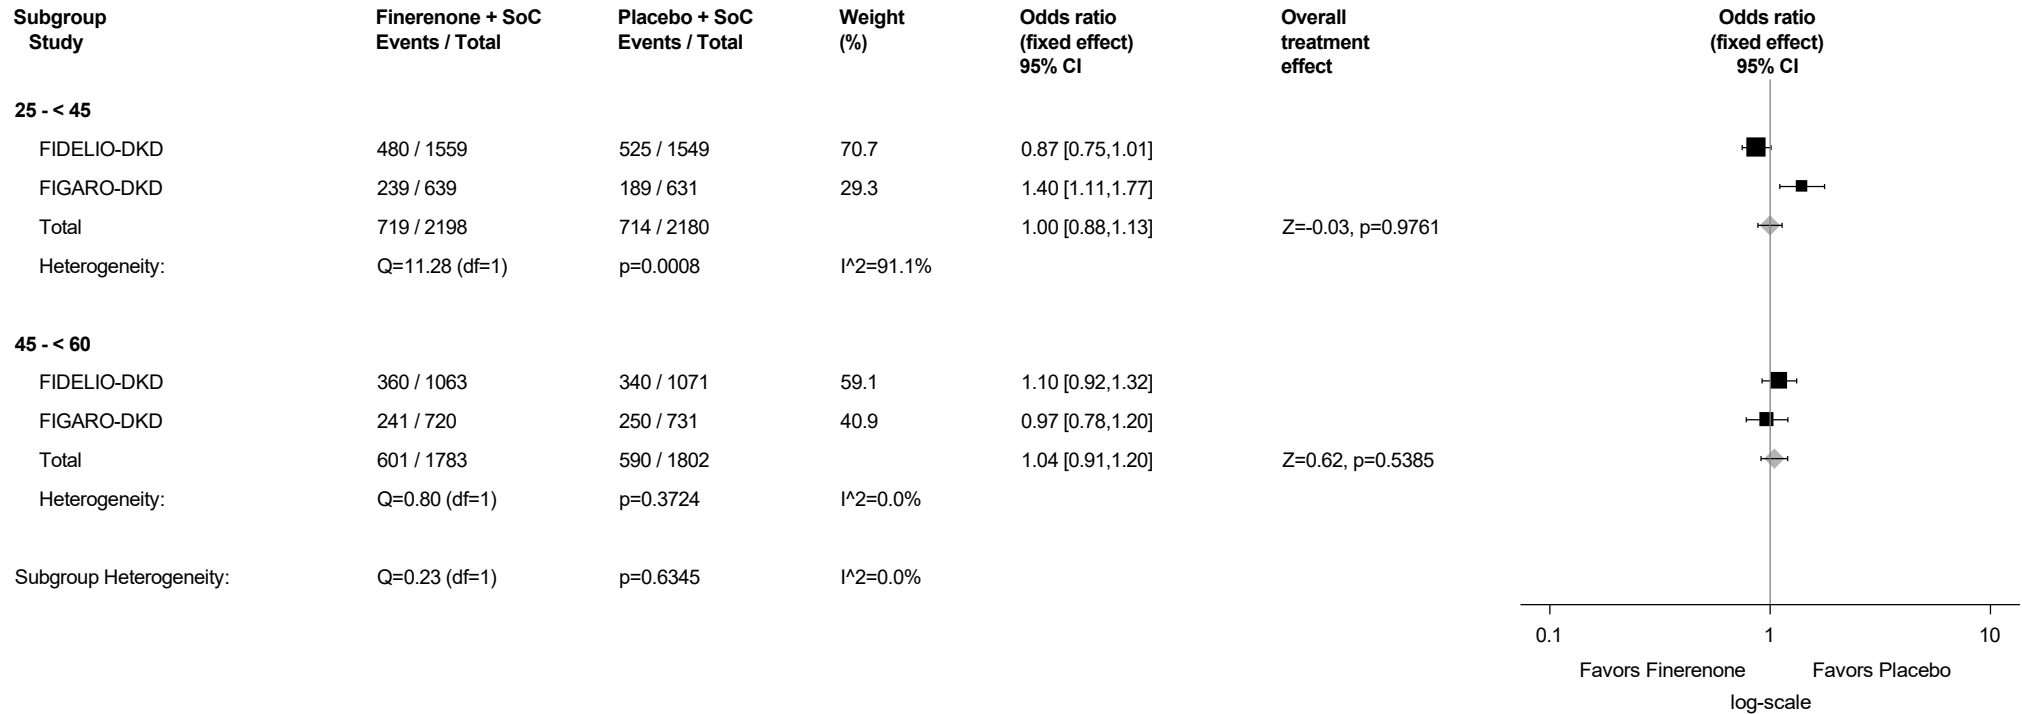 Subgroup Finerenone + SoC Placebo + SoC Weight Odds ratio Overall Odds ratio
Study Events / Total Events / Total (%) (fixed effect) treatment (fixed effect)
95% CI effect 95% CI
25 - < 45
FIDELIO-DKD 480 / 1559 525 / 1549 70.7 0.87 [0.75,1.01]
FIGARO-DKD 239 / 639 189 / 631 29.3 1.40 [1.11,1.77]
Total 719 / 2198 714 / 2180 1.00 [0.88,1.13] Z=-0.03, p=0.9761
Heterogeneity: Q=11.28 (df=1) p=0.0008 I^2=91.1%
45 - < 60
FIDELIO-DKD 360 / 1063 340 / 1071 59.1 1.10 [0.92,1.32]
FIGARO-DKD 241 / 720 250 / 731 40.9 0.97 [0.78,1.20]
Total 601 / 1783 590 / 1802 1.04 [0.91,1.20] Z=0.62, p=0.5385
Heterogeneity: Q=0.80 (df=1) p=0.3724 I^2=0.0%
Subgroup Heterogeneity: Q=0.23 (df=1) p=0.6345 I^2=0.0%
0.1 1 10
Favors Finerenone Favors Placebo
log-scale